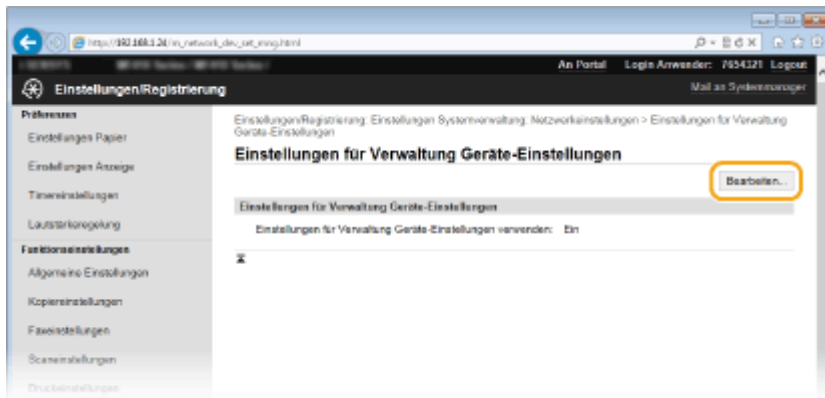 http://192.168.1.24/m_network_dev_set_mng.html
An Portal Login Anwender: 7654321 Logout
Einstellungen/Registrierung
Mail an Systemmanager
Präferenzen
Einstellungen Papier
Einstellungen Anzeige
Timereinstellungen
Lautstärkeregelung
Funktionseinstellungen
Allgemeine Einstellungen
Kopiereinstellungen
Faxeinstellungen
Scaneinstellungen
Druckeinstellungen
Einstellungen/Registrierung: Einstellungen Systemverwaltung: Netzwerkeinstellungen > Einstellungen für Verwaltung
Geräte-Einstellungen
Einstellungen für Verwaltung Geräte-Einstellungen
Bearbeiten...
Einstellungen für Verwaltung Geräte-Einstellungen
Einstellungen für Verwaltung Geräte-Einstellungen verwenden: Ein